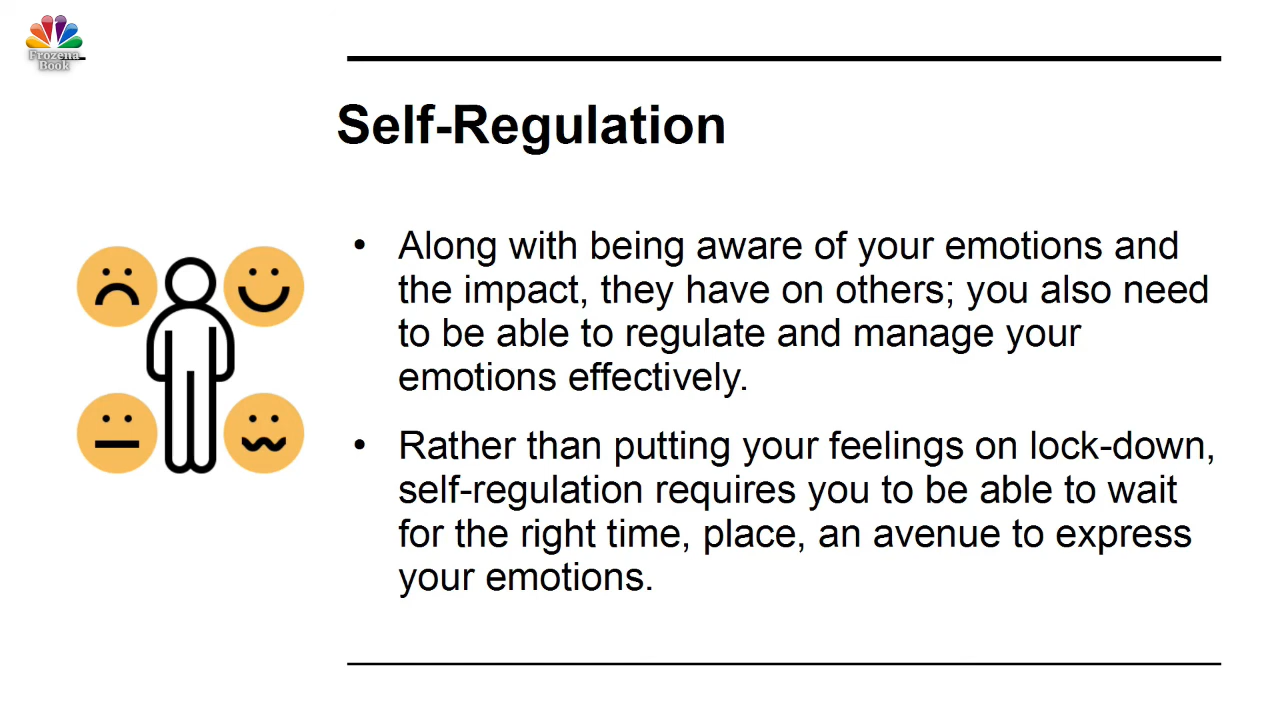 Frozena
Book
Self-Regulation
• Along with being aware of your emotions and
the impact, they have on others; you also need
to be able to regulate and manage your
emotions effectively.
• Rather than putting your feelings on lock-down,
self-regulation requires you to be able to wait
for the right time, place, an avenue to express
your emotions.